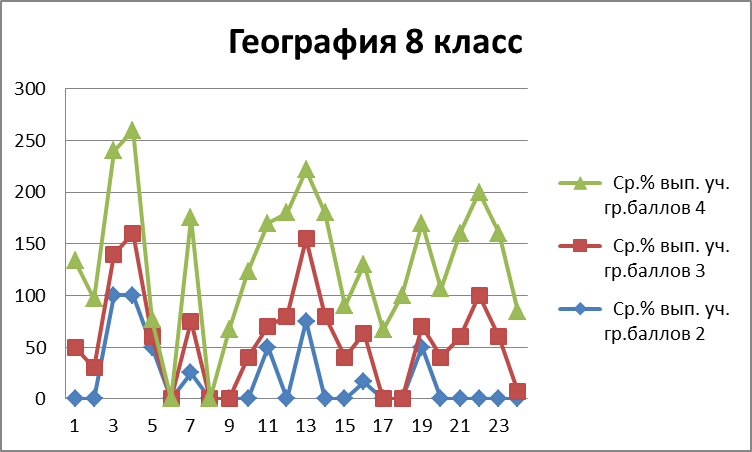 География 8 класс
300
250
200
150
100
50
0
1 3 5 7 9 11 13 15 17 19 21 23
Ср.% вып. уч.
гр.баллов 4
Ср.% вып. уч.
гр.баллов 3
Ср.% вып. уч.
гр.баллов 2